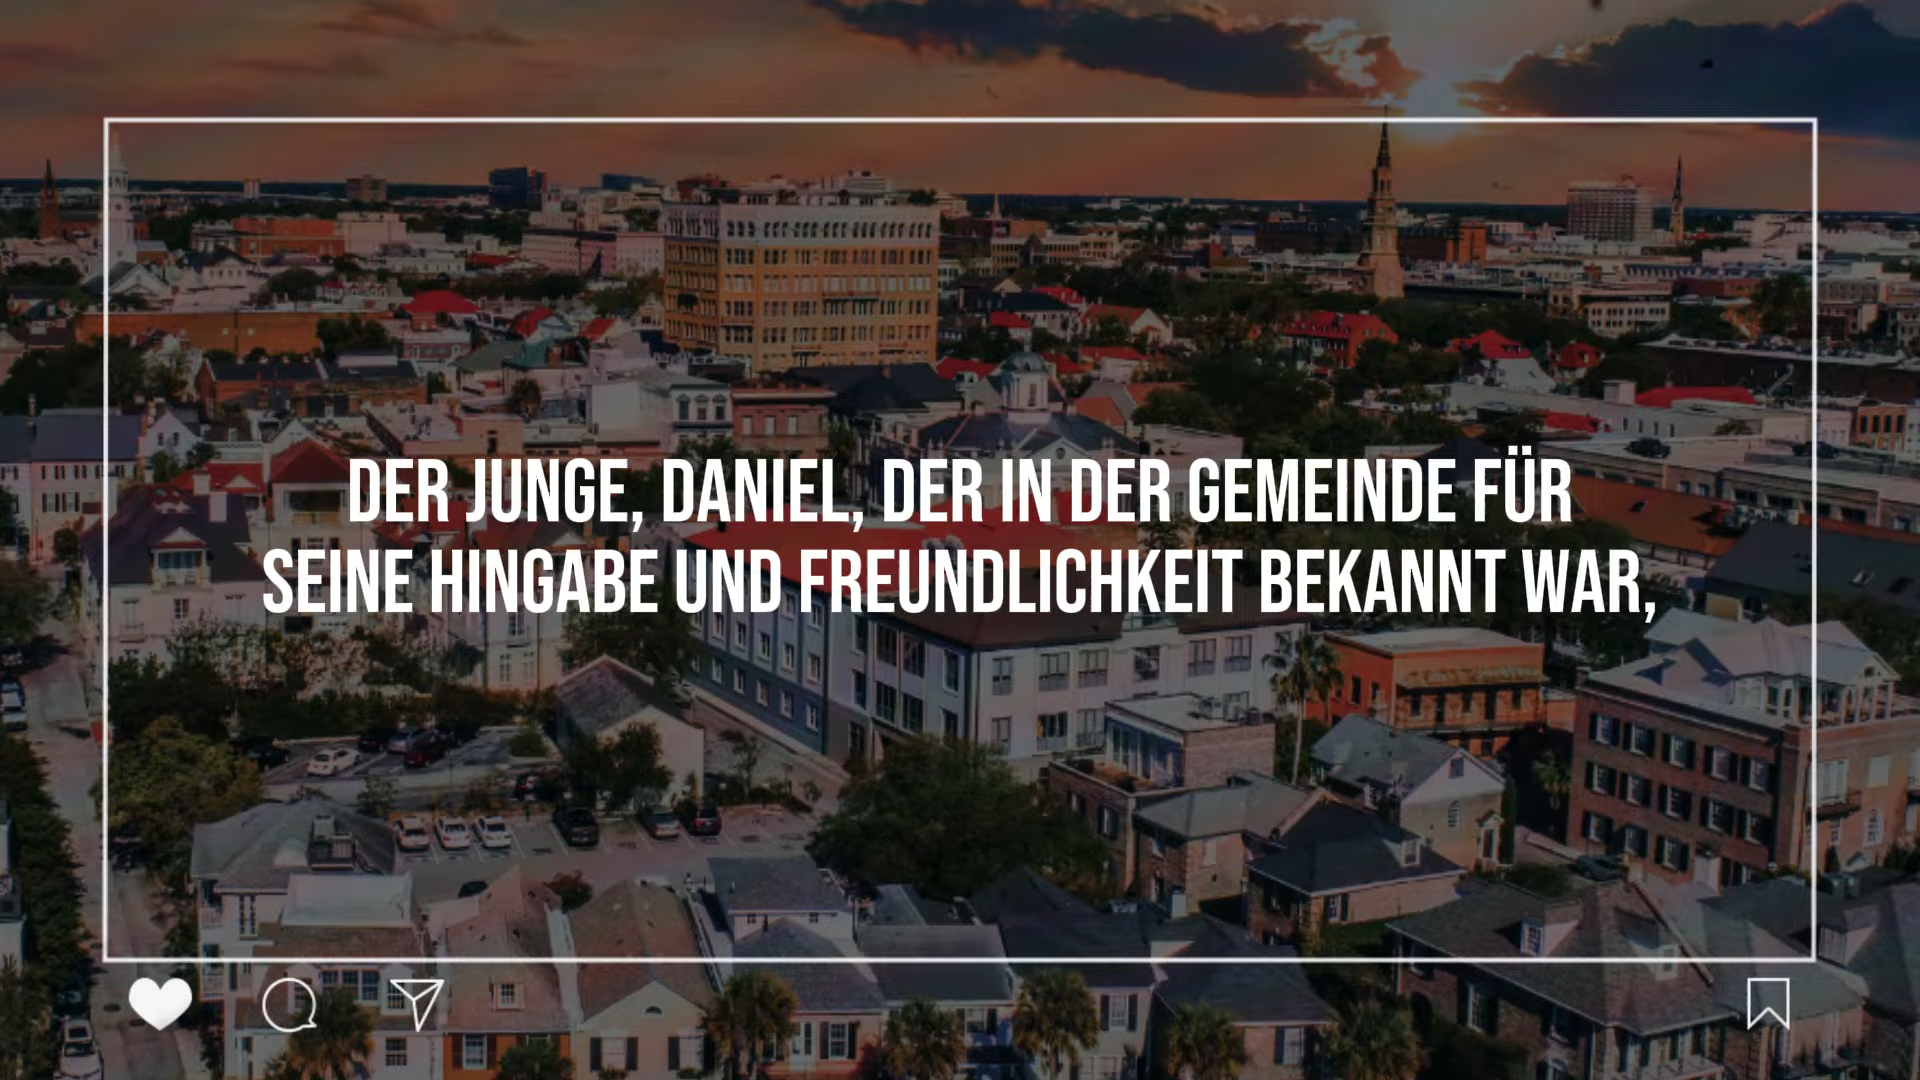 DER JUNGE, DANIEL, DER IN DER GEMEINDE FÜR
SEINE HINGABE UND FREUNDLICHKEIT BEKANNT WAR,